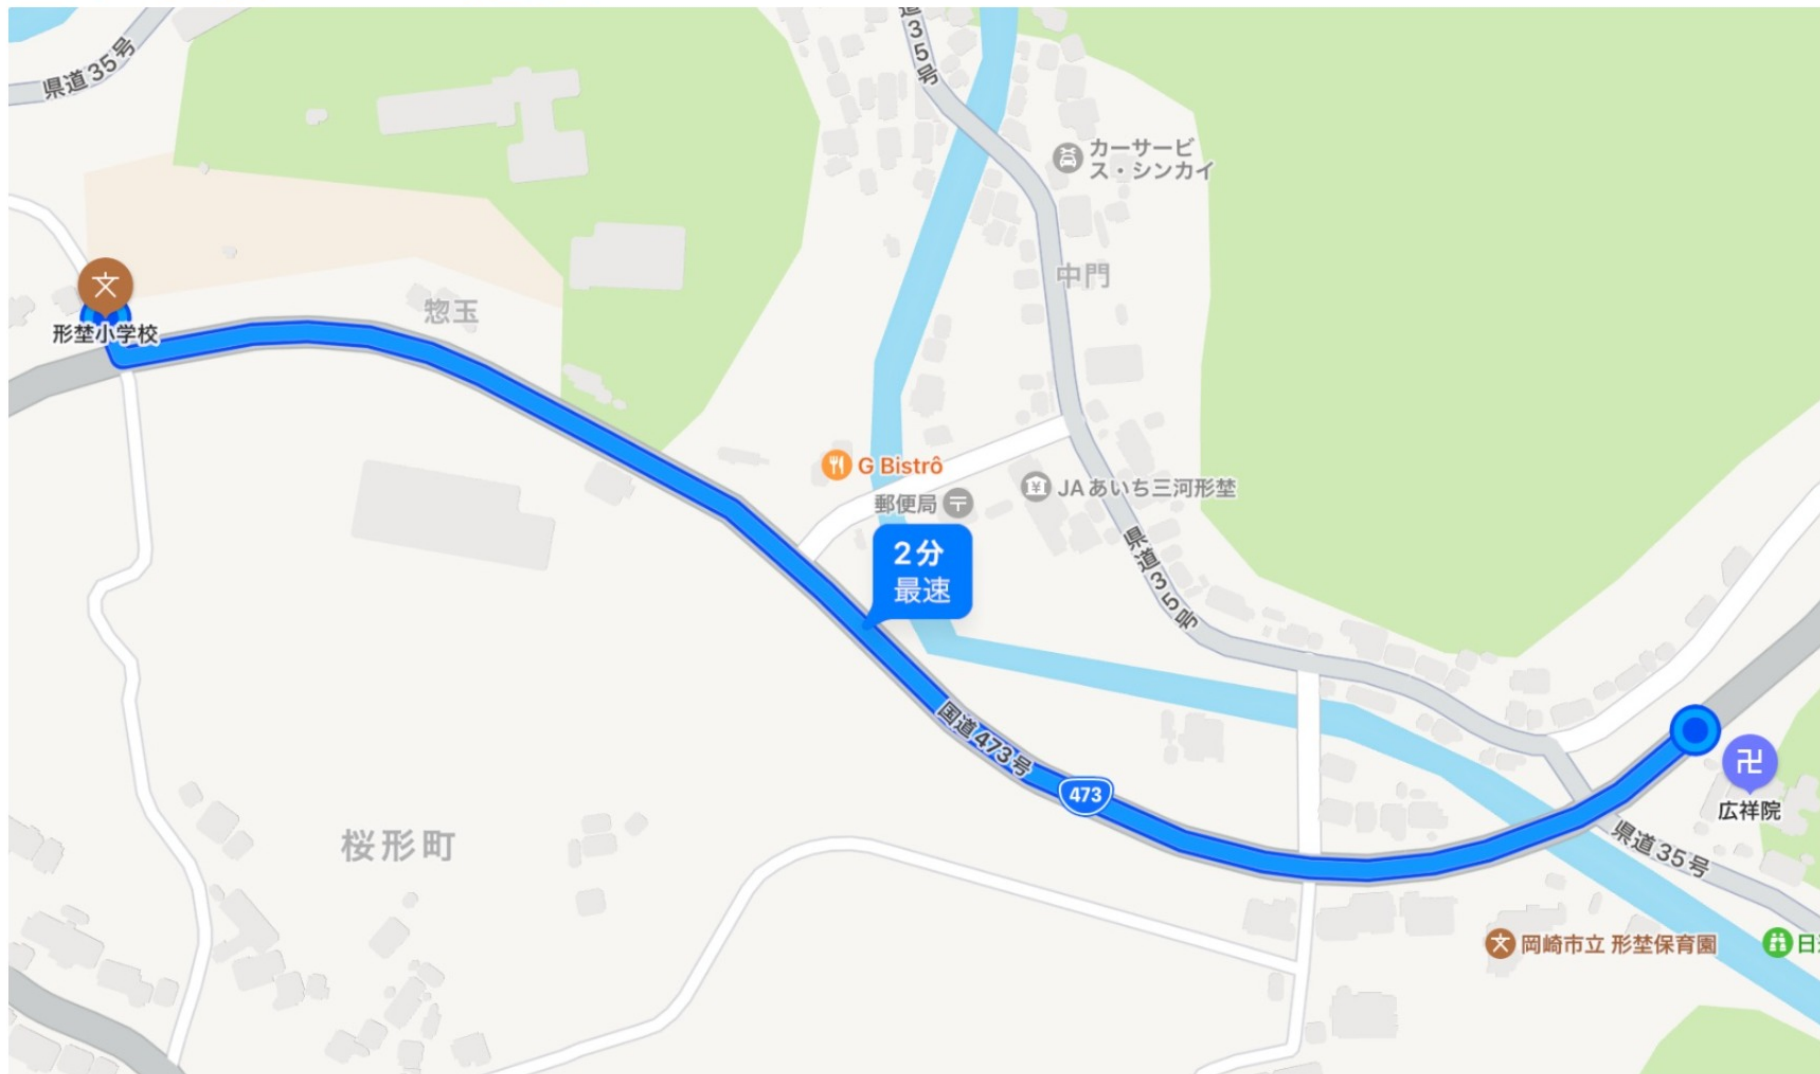 県道35号
道35号
カーサービ
ス・シンカイ
中門
形埜小学校
惣玉
G Bistrô
郵便局
〒
JAあいち三河形埜
2分
最速
県道35号
国道473号
473
桜形町
広祥院
県道35号
岡崎市立 形埜保育園
日